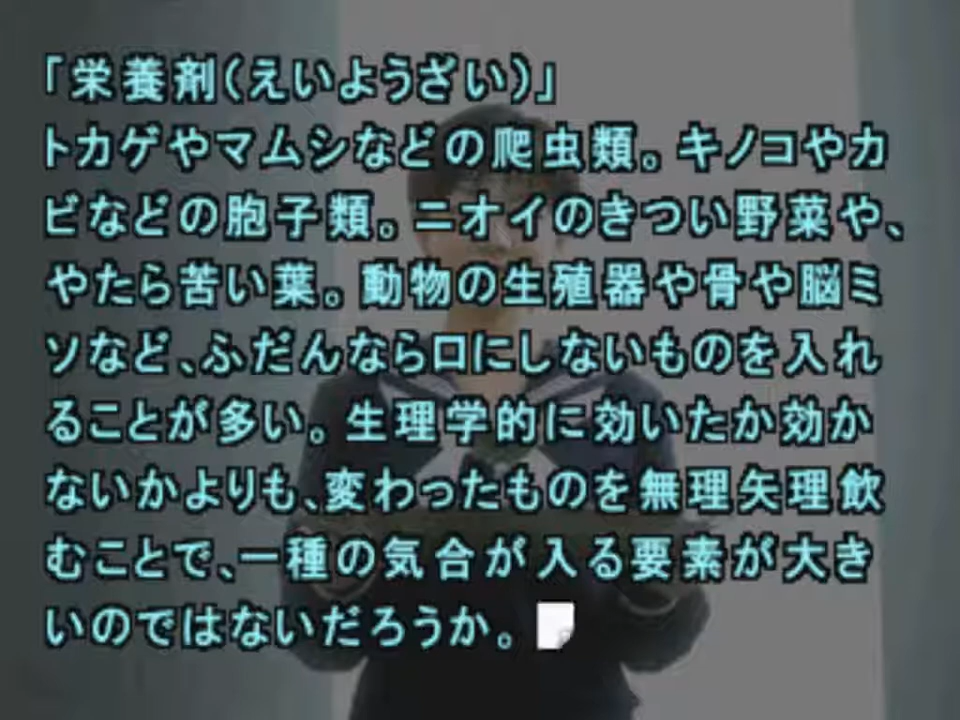 「栄養剤(えいようざい)」
トカゲやマムシなどの爬虫類。キノコやカ
ビなどの胞子類。ニオイのきつい野菜や、
やたら苦い葉。動物の生殖器や骨や脳ミ
ソなど、ふだんなら口にしないものを入れ
ることが多い。生理学的に効いたか効か
ないかよりも、変わったものを無理矢理飲
むことで、一種の気合が入る要素が大き
いのではないだろうか。